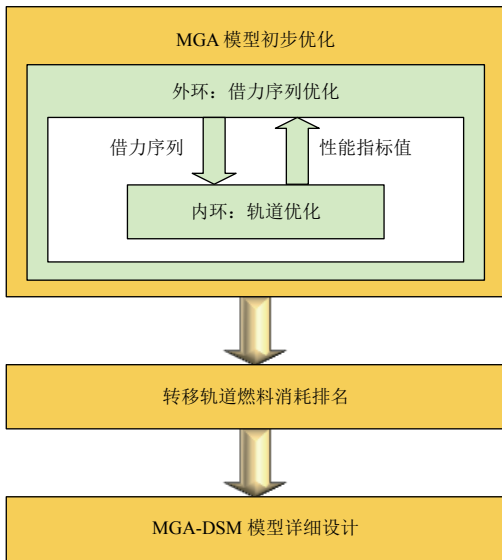 MGA 模型初步优化
外环：借力序列优化
借力序列
性能指标值
内环：轨道优化
转移轨道燃料消耗排名
MGA-DSM 模型详细设计